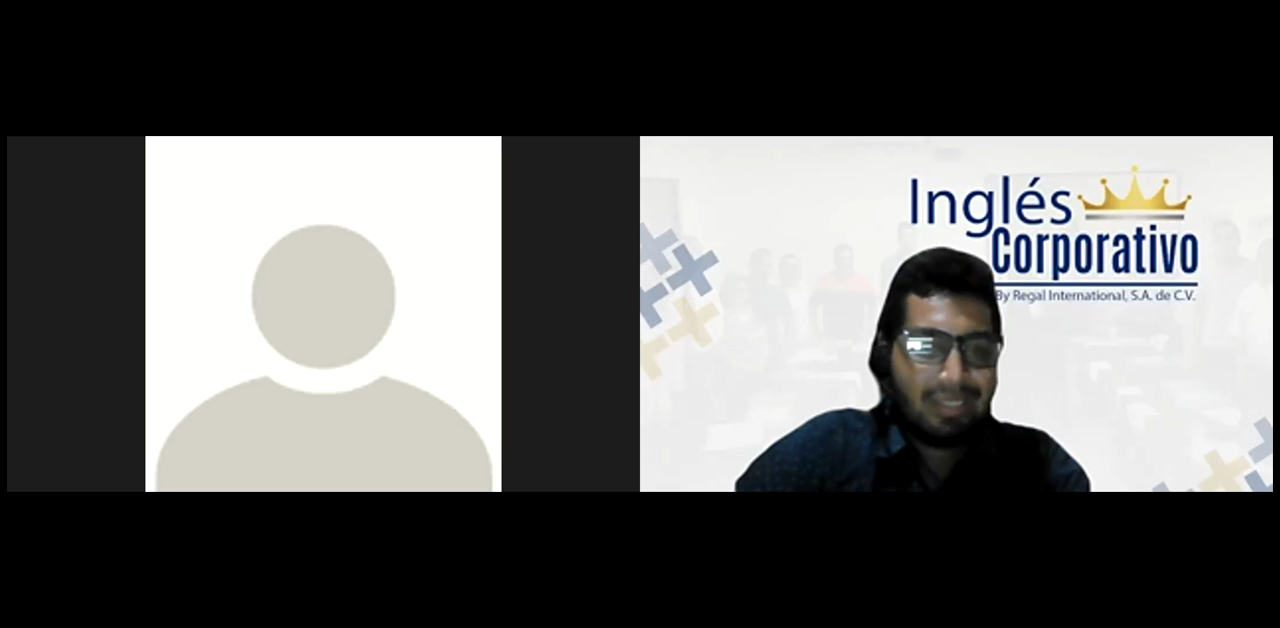 Inglés
Corporativo
By Regal International, S.A. de C.V.